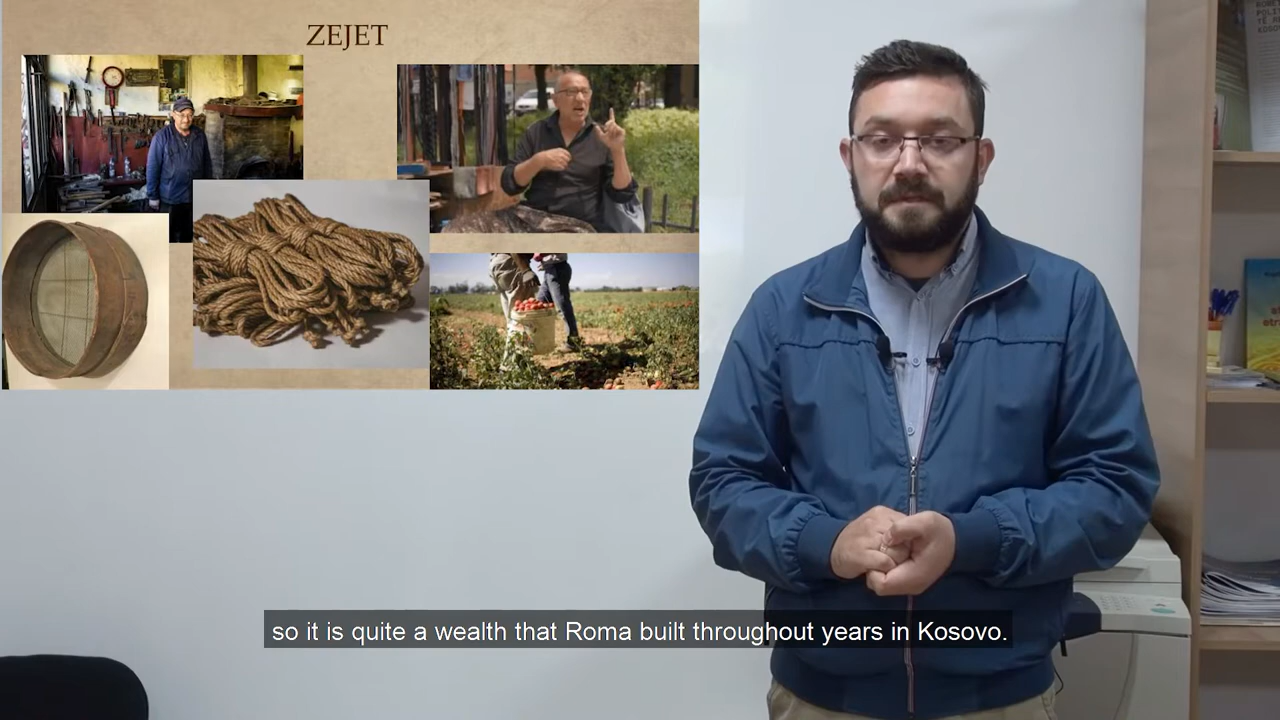 ZEJET
so it is quite a wealth that Roma built throughout years in Kosovo.